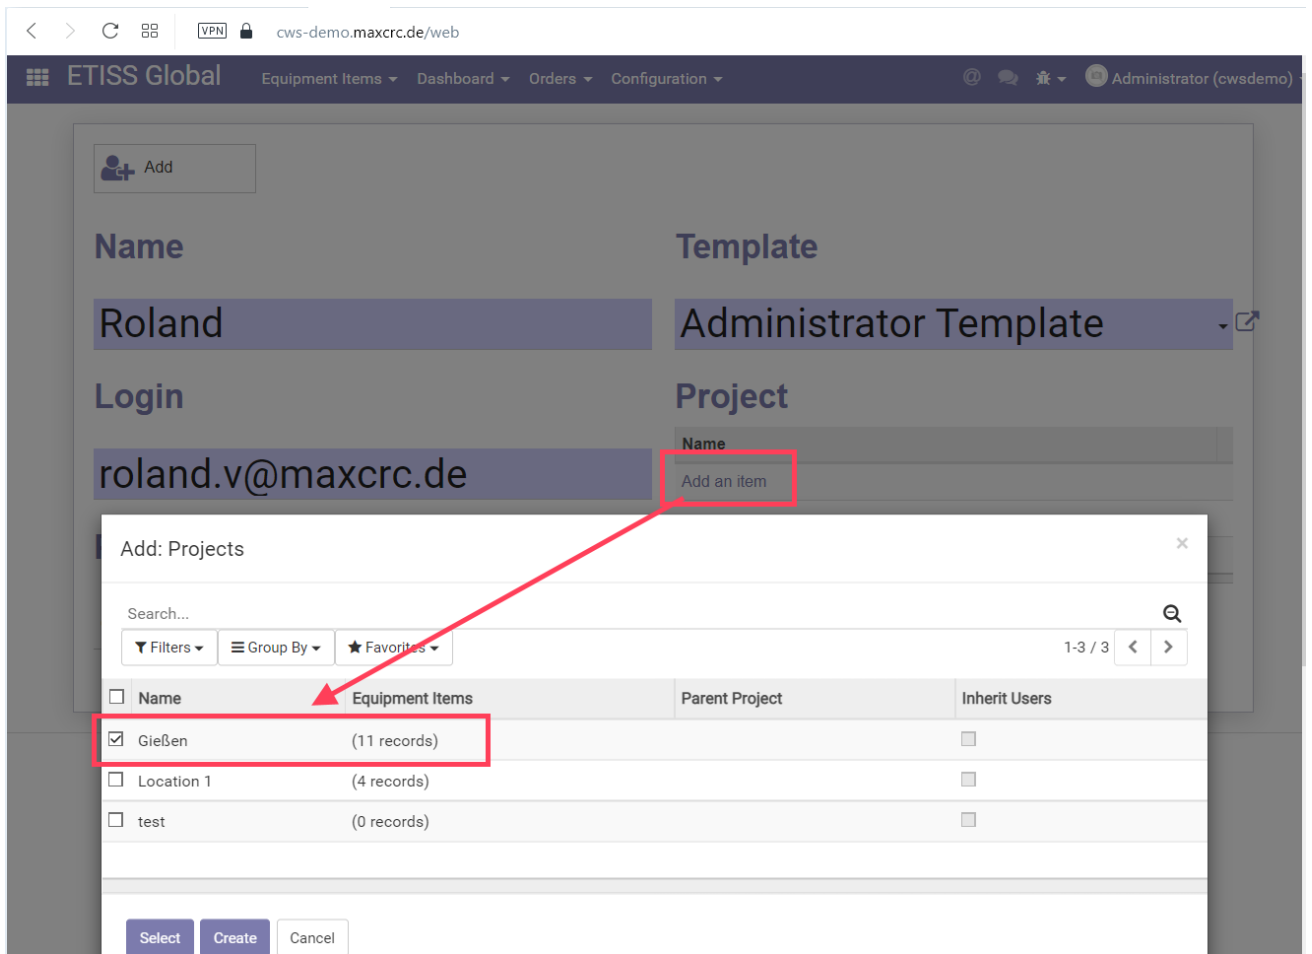 VPN cws-demo.maxcrc.de/web
ETISS Global Equipment Items Dashboard Orders Configuration @ Administrator (cwsdemo)
Add
Name Template
Roland Administrator Template
Login Project
Name
roland.v@maxcrc.de
Add an item
Add: Projects ×
Search...
Filters Group By Favorites 1-3 / 3
Name Equipment Items Parent Project Inherit Users
Gießen (11 records)
Location 1 (4 records)
test (0 records)
Select Create Cancel